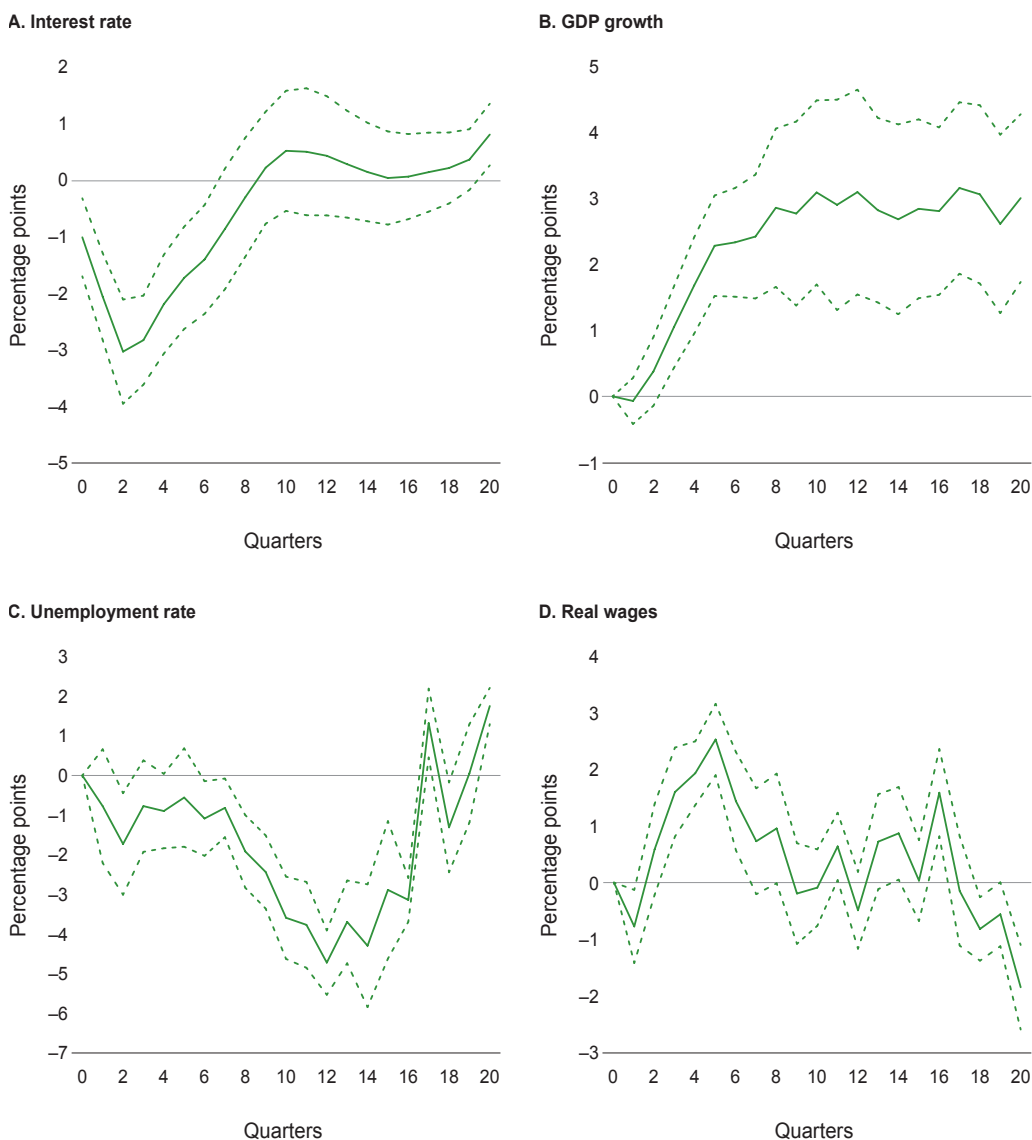 A. Interest rate
2
1
0
–1
–2
–3
–4
–5
Percentage points
0 2 4 6 8 10 12 14 16 18 20
Quarters
B. GDP growth
5
4
3
2
1
0
–1
Percentage points
0 2 4 6 8 10 12 14 16 18 20
Quarters
C. Unemployment rate
3
2
1
0
–1
–2
–3
–4
–5
–6
–7
Percentage points
0 2 4 6 8 10 12 14 16 18 20
Quarters
D. Real wages
4
3
2
1
0
–1
–2
–3
Percentage points
0 2 4 6 8 10 12 14 16 18 20
Quarters